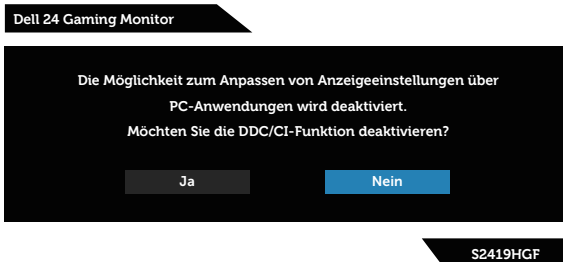 Dell 24 Gaming Monitor
Die Möglichkeit zum Anpassen von Anzeigeeinstellungen über
PC-Anwendungen wird deaktiviert.
Möchten Sie die DDC/CI-Funktion deaktivieren?
Ja Nein
S2419HGF